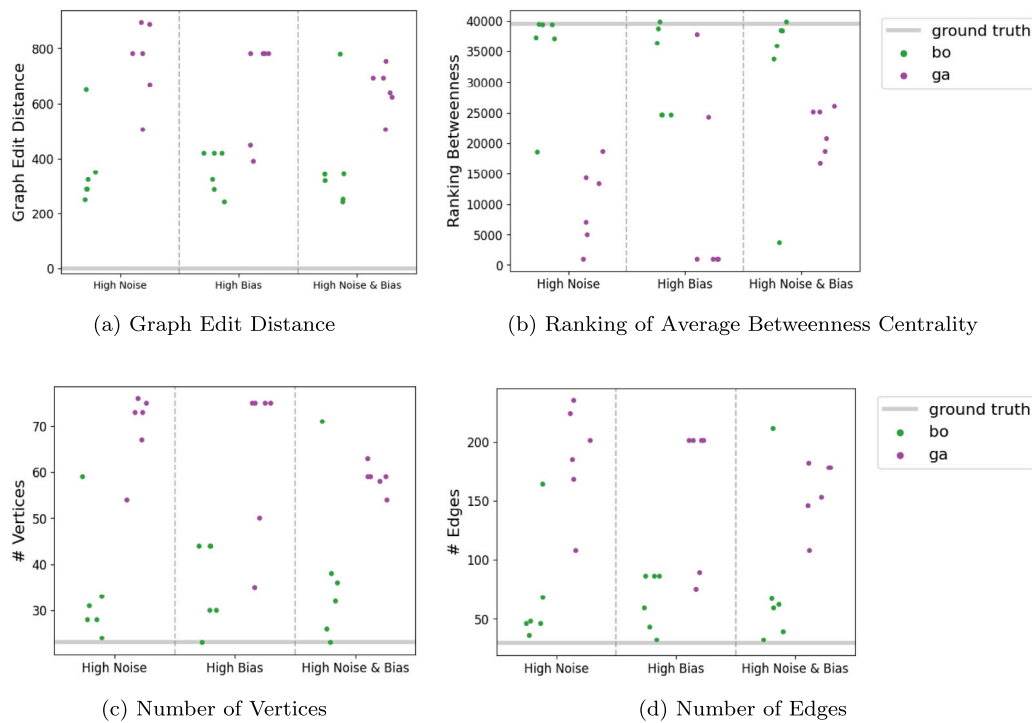 800
600
400
200
0
Graph Edit Distance
High Noise High Bias High Noise & Bias
(a) Graph Edit Distance
40000
35000
30000
25000
20000
15000
10000
5000
0
Ranking Betweenness
High Noise High Bias High Noise & Bias
ground truth
bo
ga
(b) Ranking of Average Betweenness Centrality
70
60
50
40
30
# Vertices
High Noise High Bias High Noise & Bias
(c) Number of Vertices
200
150
100
50
# Edges
High Noise High Bias High Noise & Bias
ground truth
bo
ga
(d) Number of Edges